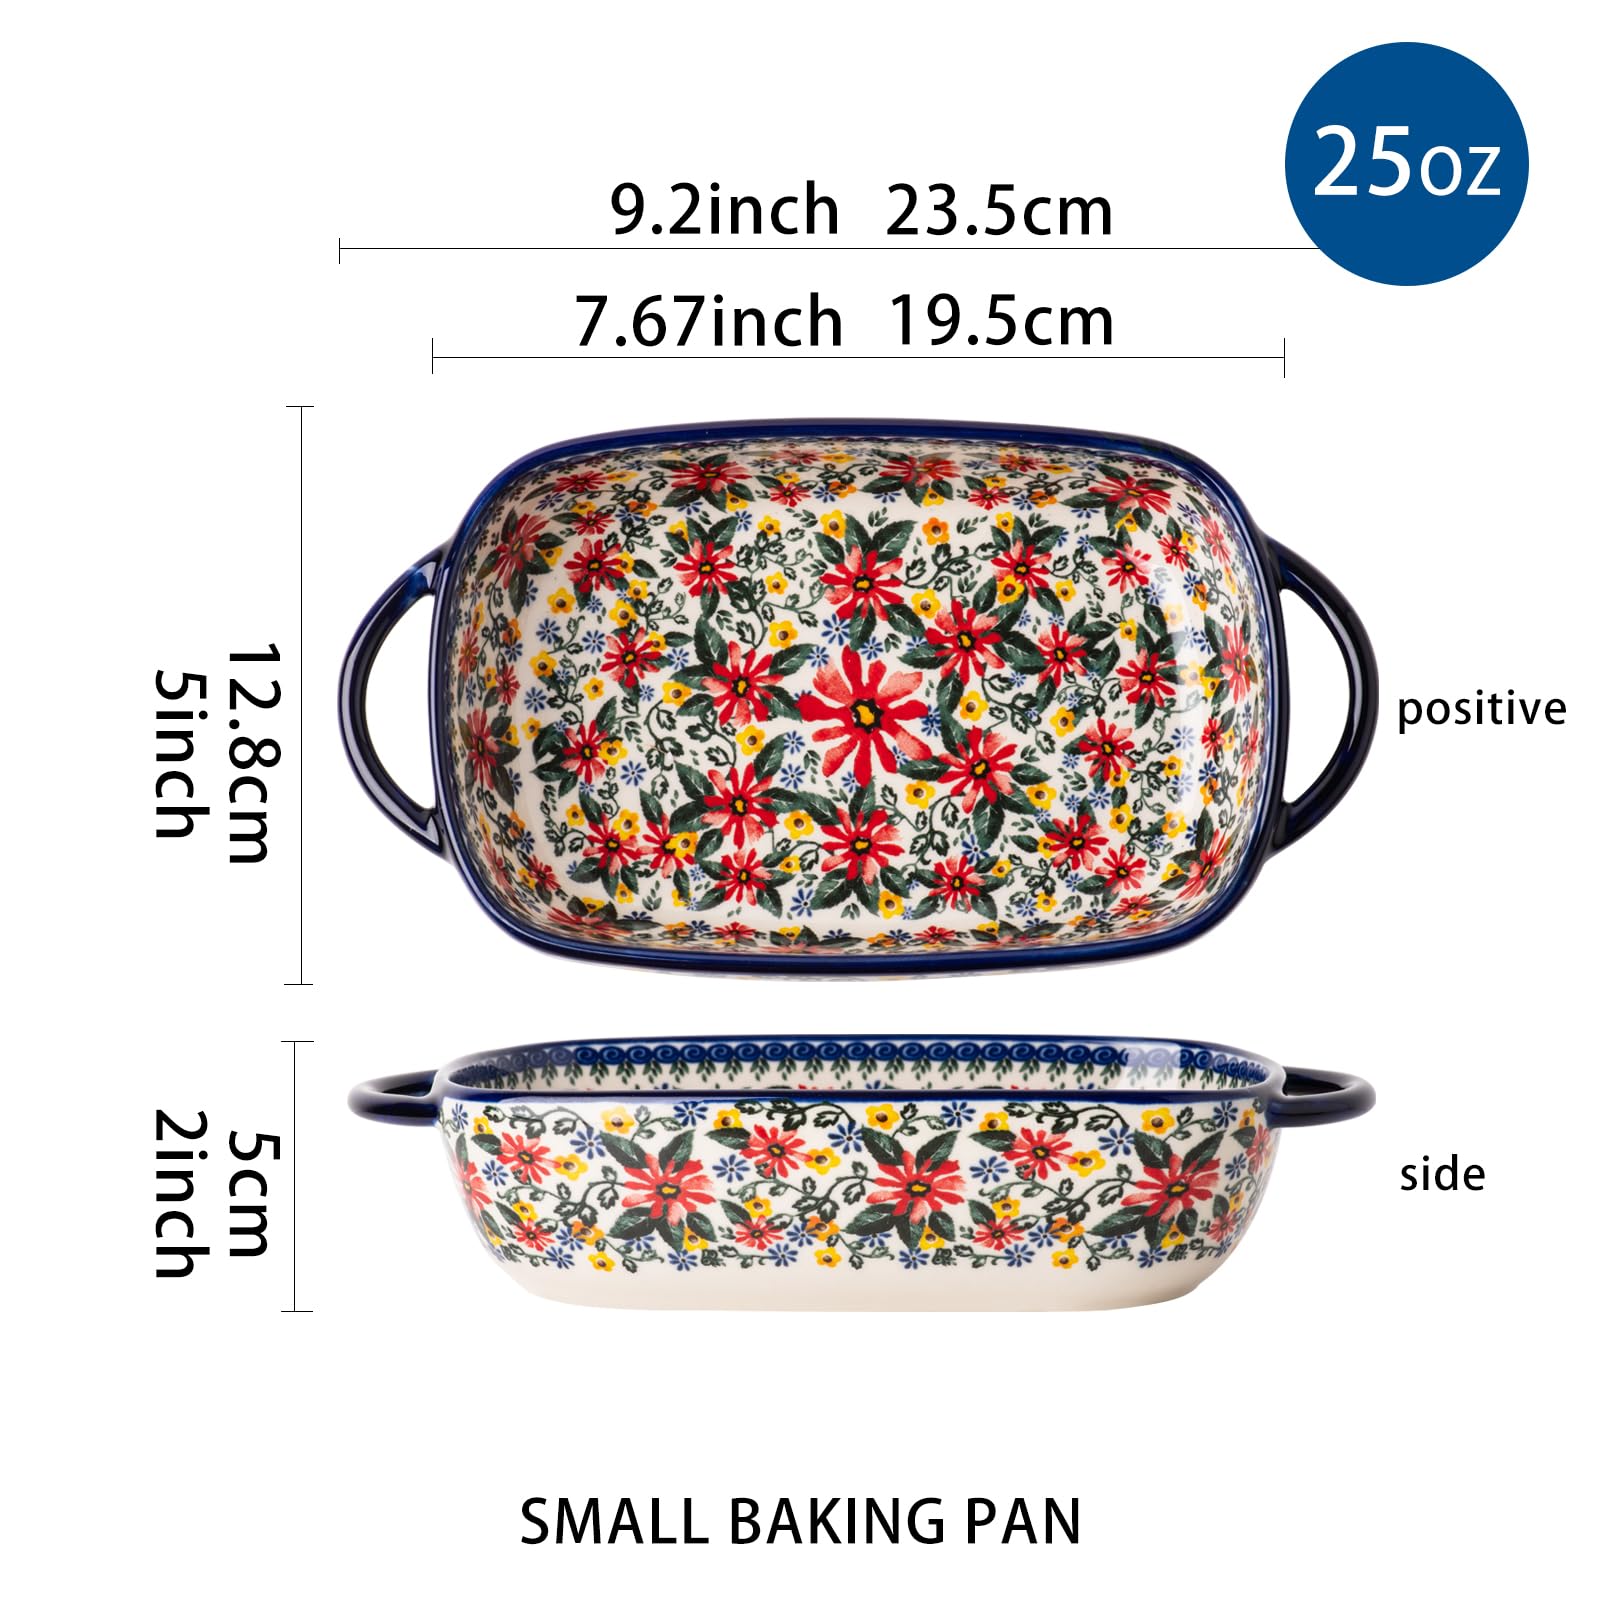 25oz
9.2inch 23.5cm
7.67inch 19.5cm
12.8cm
5inch
positive
5cm
2inch
side
SMALL BAKING PAN